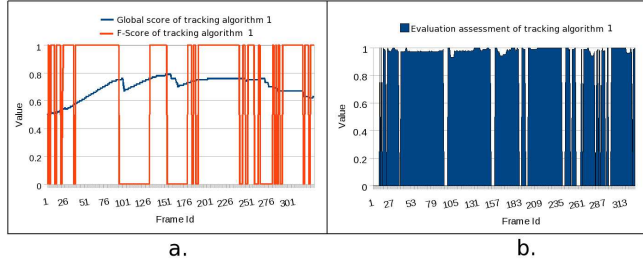 Global score of tracking algorithm 1
F-Score of tracking algorithm 1
Value
1
0.8
0.6
0.4
0.2
0
1 26 51 76 101 126 151 176 201 226 251 276 301
Frame Id
a.
Evaluation assessment of tracking algorithm 1
Value
1
0.8
0.6
0.4
0.2
0
1 27 53 79 105 131 157 183 209 235 261 287 313
Frame Id
b.